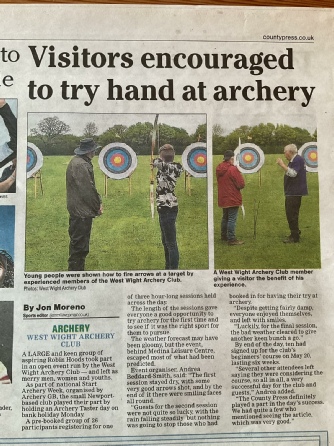 countypress.co.uk
to
Visitors encouraged
to try hand at archery
Young people were shown how to fire arrows at a target by
experienced members of the West Wight Archery Club.
Photos: West Wight Archery Club
A West Wight Archery Club member
giving a visitor the benefit of his
experience.
By Jon Moreno
Sports editor
ARCHERY
WEST WIGHT ARCHERY
CLUB
A LARGE and keen group of
aspiring Robin Hoods took part
in an open event run by the West
Wight Archery Club — and left as
merry men, women and youths.
As part of national Start
Archery Week, organised by
Archery GB, the small Newport
based club played their part by
holding an Archery Taster day on
bank holiday Monday.
A pre-booked group of 26
participants registered for one
of three hour-long sessions held
across the day.
The length of the sessions gave
everyone a good opportunity to
try archery for the first time and
to see if it was the right sport for
them to pursue.
The weather forecast may have
been gloomy, but the event,
behind Medina Leisure Centre,
escaped most of what had been
forecast.
Event organiser, Andrea
Beddard-Smith, said: "The first
session stayed dry, with some
very good arrows shot, and by the
end of it there were smiling faces
all round.
"Guests for the second session
were not quite as lucky, with the
rain falling steadily, but nothing
was going to stop those who had
booked in for having their try at
archery.
"Despite getting fairly damp,
everyone enjoyed themselves,
and left with smiles.
"Luckily, for the final session,
the bad weather cleared to give
another keen bunch a go."
By the end of day, ten had
signed up for the club's
beginners' course on May 20,
lasting six weeks.
"Several other attendees left
saying they were considering the
course, so all in all, a very
successful day for the club and
guests," Andrea added.
"The County Press definitely
played a part in the day's success.
We had quite a few who
mentioned seeing the article,
which was very good."